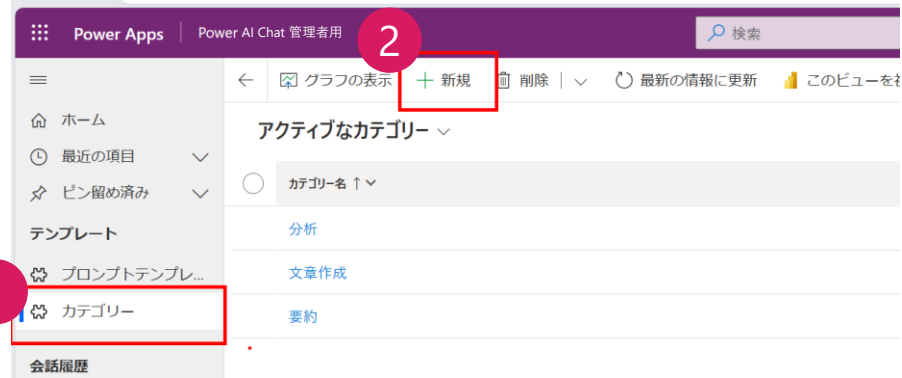 Power Apps Power AI Chat 管理者用 2 検索
グラフの表示 新規 削除 最新の情報に更新 このビューを
ホーム
アクティブなカテゴリー
最近の項目
カテゴリー名
ピン留め済み
テンプレート
分析
プロンプトテンプレ...
文章作成
カテゴリー
要約
会話履歴